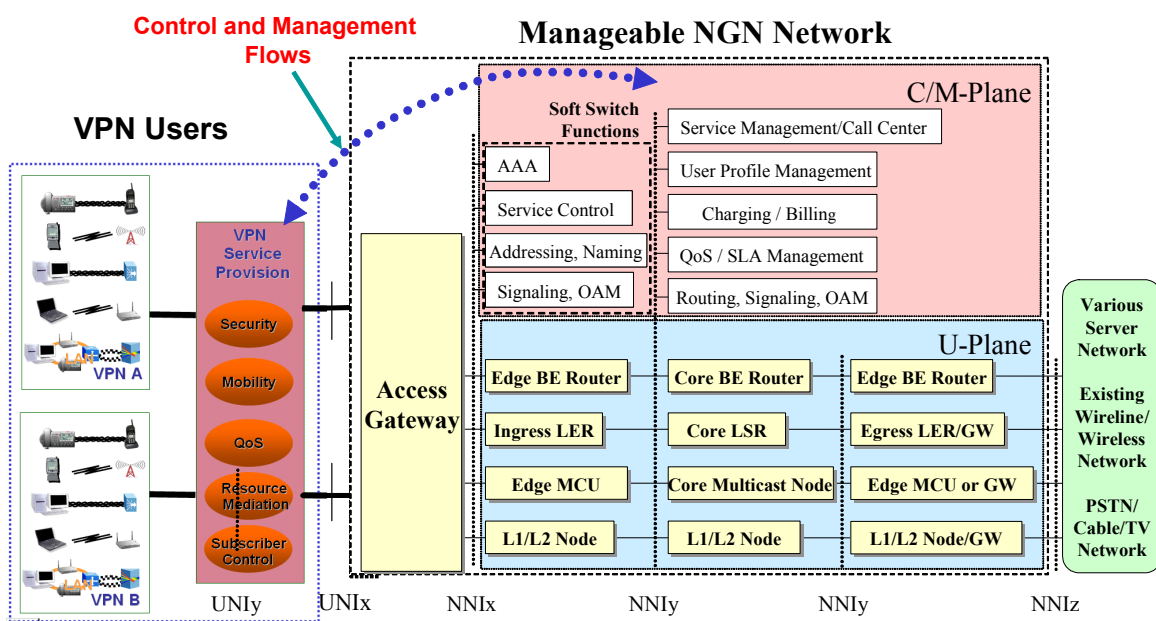 Control and Management
Flows
Manageable NGN Network
VPN Users
C/M-Plane
Soft Switch
Functions
AAA
Service Control
Addressing, Naming
Signaling, OAM
Service Management/Call Center
User Profile Management
Charging / Billing
QoS / SLA Management
Routing, Signaling, OAM
LAN
VPN A
LAN
VPN B
VPN
Service
Provision
Security
Mobility
QoS
Resource
Mediation
Subscriber
Control
Access
Gateway
U-Plane
Edge BE Router
Core BE Router
Edge BE Router
Ingress LER
Core LSR
Egress LER/GW
Edge MCU
Core Multicast Node
Edge MCU or GW
L1/L2 Node
L1/L2 Node
L1/L2 Node/GW
Various
Server
Network
Existing
Wireline/
Wireless
Network
PSTN/
Cable/TV
Network
UNIy
UNIx
NNIx
NNIy
NNIy
NNIz